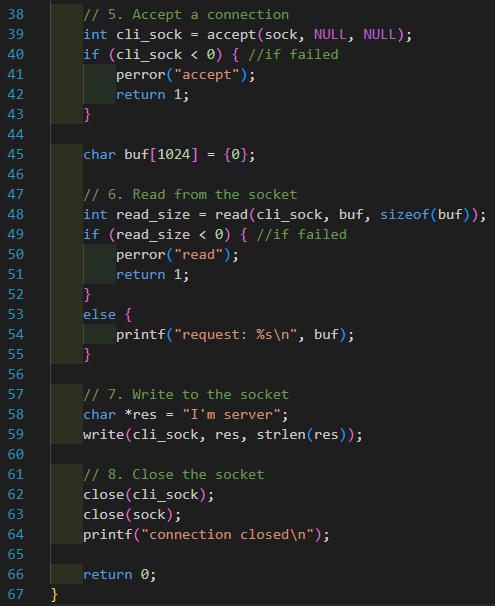 38 // 5. Accept a connection
39 int cli_sock = accept(sock, NULL, NULL);
40 if (cli_sock < 0) { //if failed
41 perror("accept");
42 return 1;
43 }
44
45 char buf[1024] = {0};
46
47 // 6. Read from the socket
48 int read_size = read(cli_sock, buf, sizeof(buf));
49 if (read_size < 0) { //if failed
50 perror("read");
51 return 1;
52 }
53 else {
54 printf("request: %s\n", buf);
55 }
56
57 // 7. Write to the socket
58 char *res = "I'm server";
59 write(cli_sock, res, strlen(res));
60
61 // 8. Close the socket
62 close(cli_sock);
63 close(sock);
64 printf("connection closed\n");
65
66 return 0;
67 }